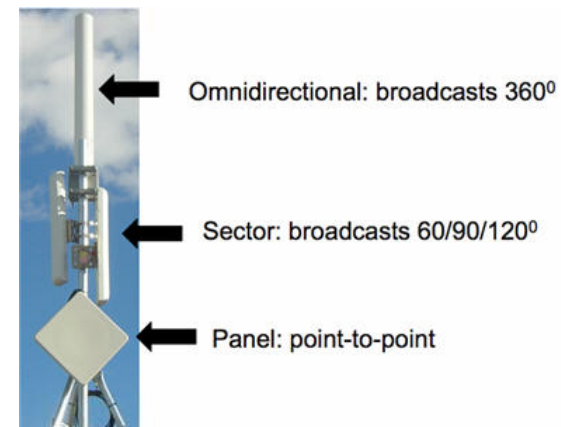 Omnidirectional: broadcasts 360⁰
Sector: broadcasts 60/90/120⁰
Panel: point-to-point